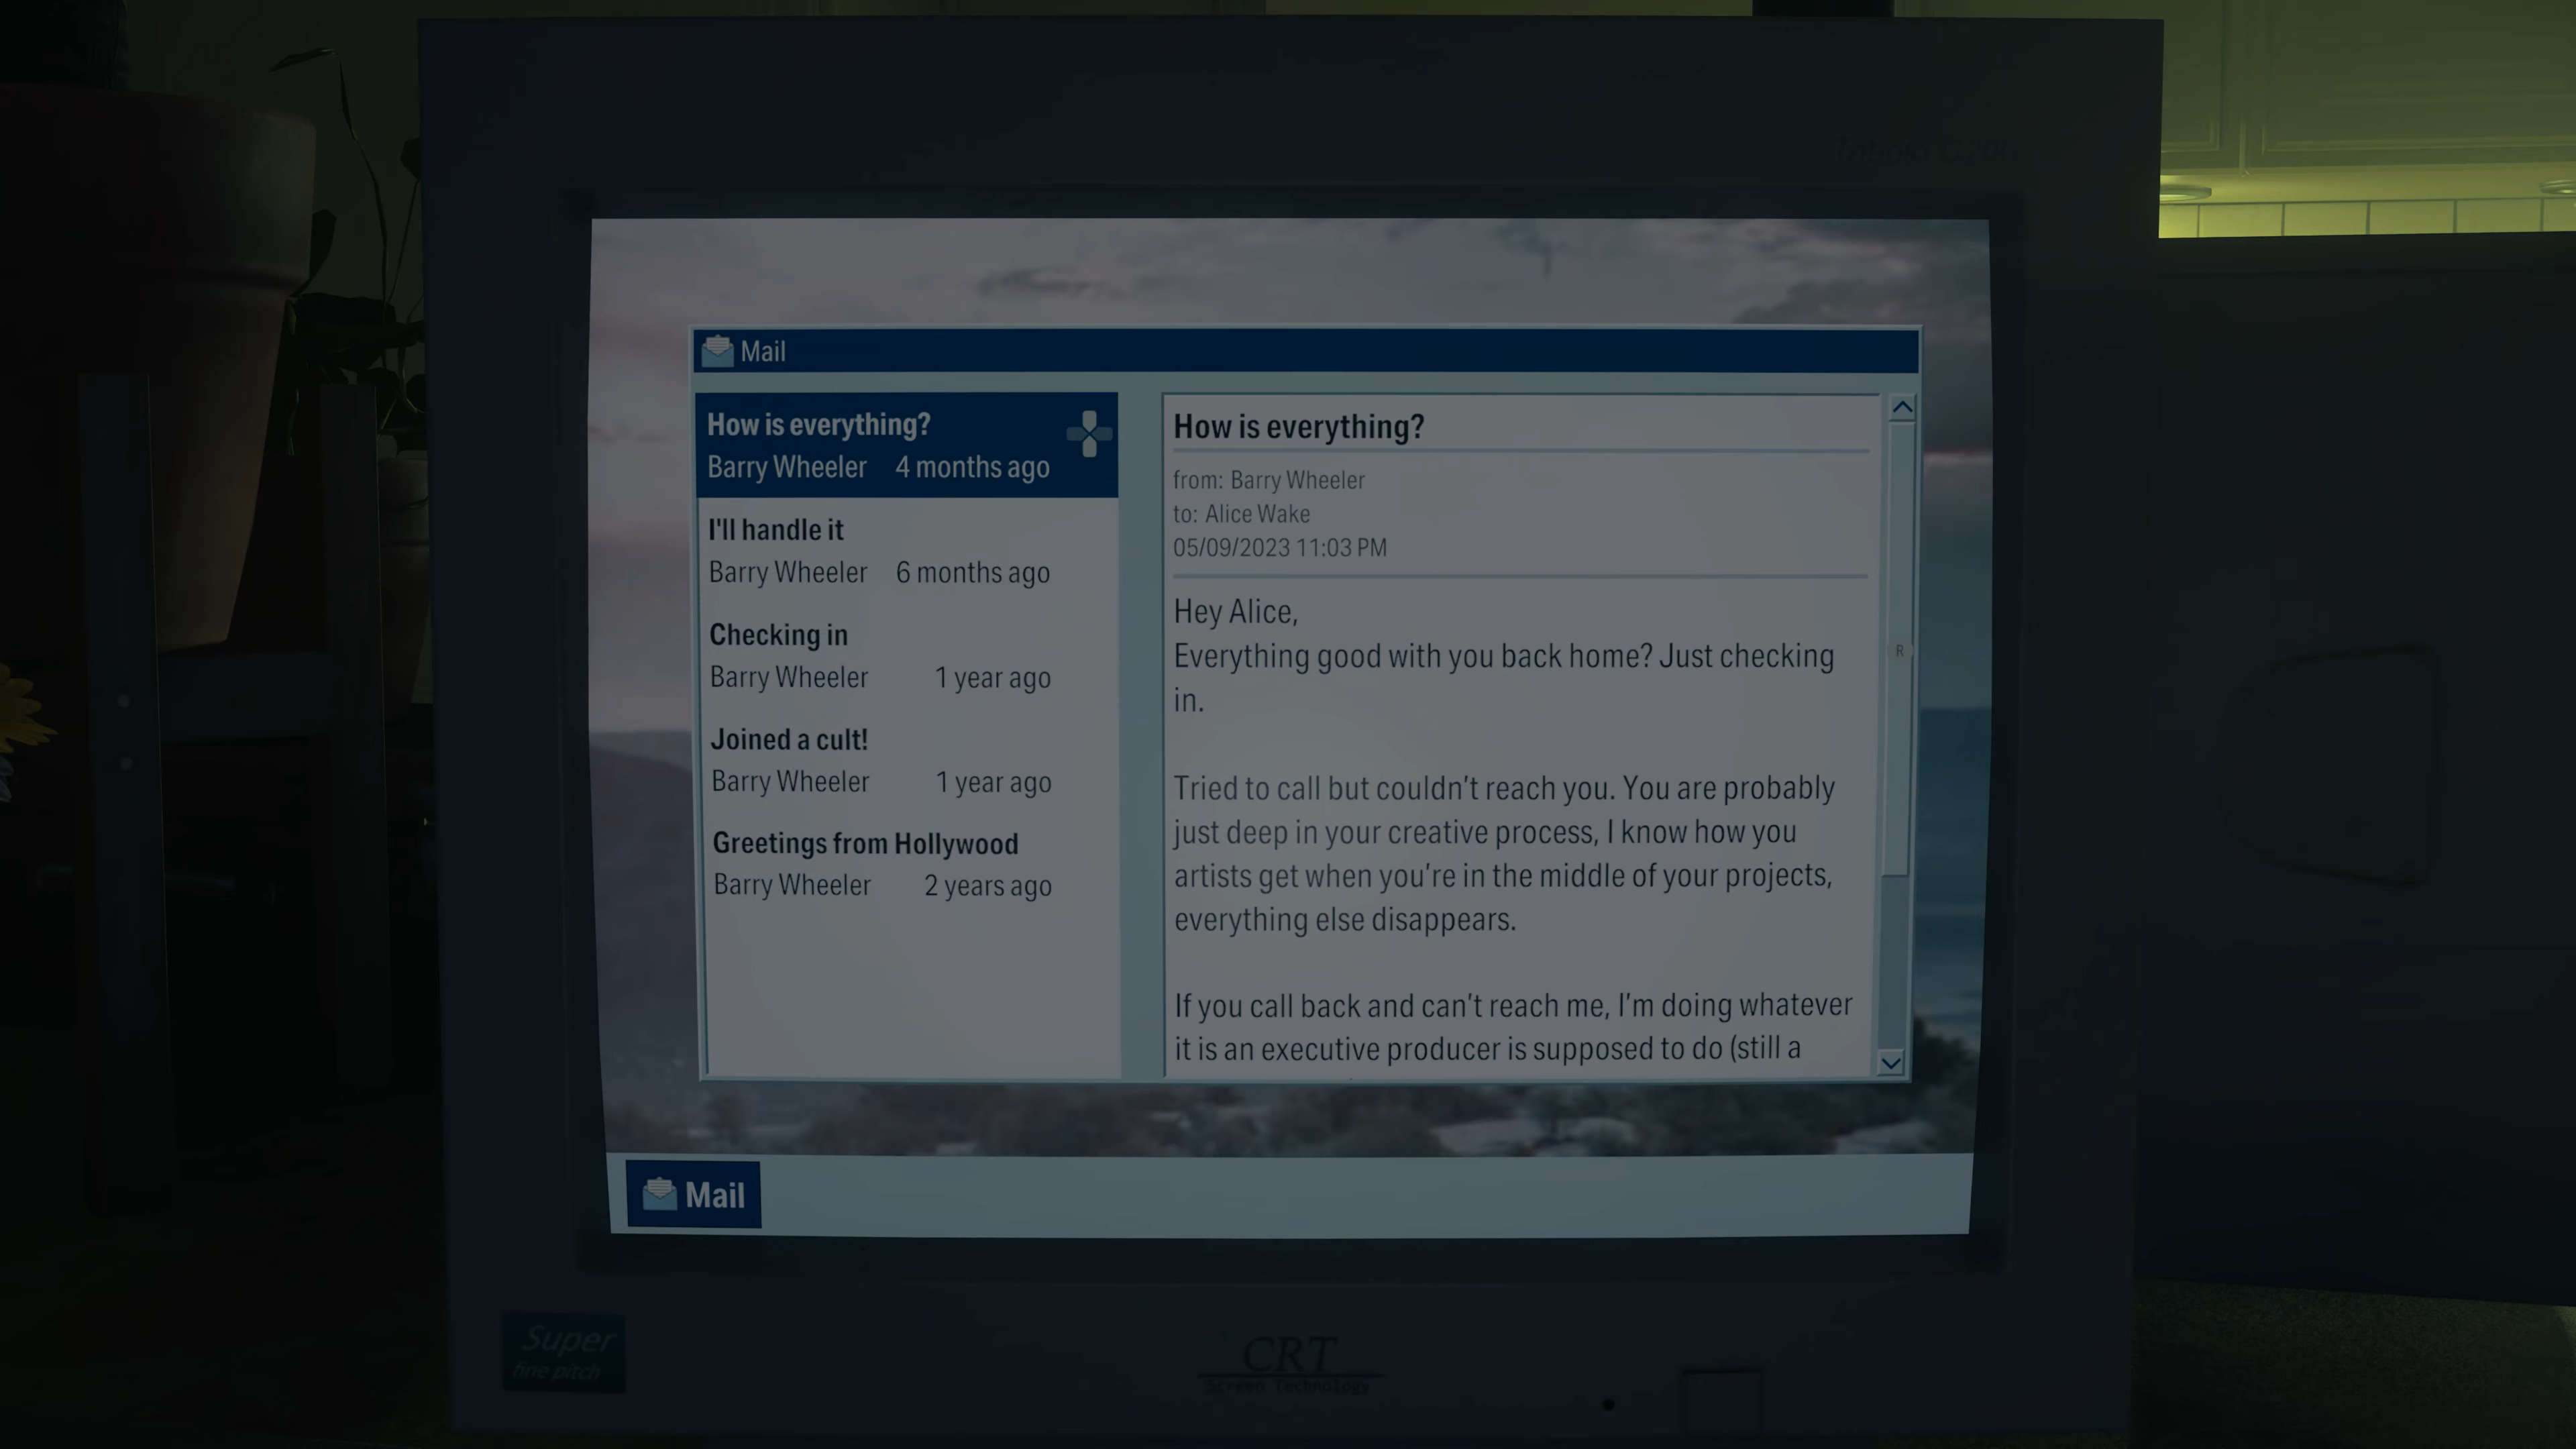 Mail
How is everything?
Barry Wheeler 4 months ago
I'll handle it
Barry Wheeler 6 months ago
Checking in
Barry Wheeler 1 year ago
Joined a cult!
Barry Wheeler 1 year ago
Greetings from Hollywood
Barry Wheeler 2 years ago
How is everything?
from: Barry Wheeler
to: Alice Wake
05/09/2023 11:03 PM
Hey Alice,
Everything good with you back home? Just checking
in.
Tried to call but couldn’t reach you. You are probably
just deep in your creative process, I know how you
artists get when you’re in the middle of your projects,
everything else disappears.
If you call back and can’t reach me, I’m doing whatever
it is an executive producer is supposed to do (still a
R
Mail
Super
fine pitch
CRT
Screen Technology